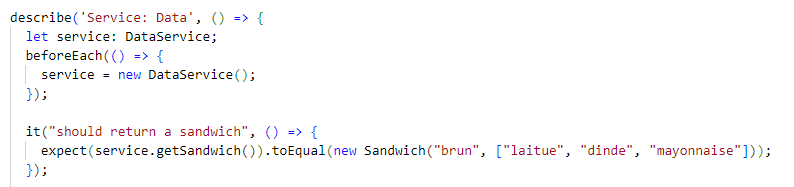 describe('Service: Data', () => {
  let service: DataService;
  beforeEach(() => {
    service = new DataService();
  });

  it("should return a sandwich", () => {
    expect(service.getSandwich()).toEqual(new Sandwich("brun", ["laitue", "dinde", "mayonnaise"]));
  });